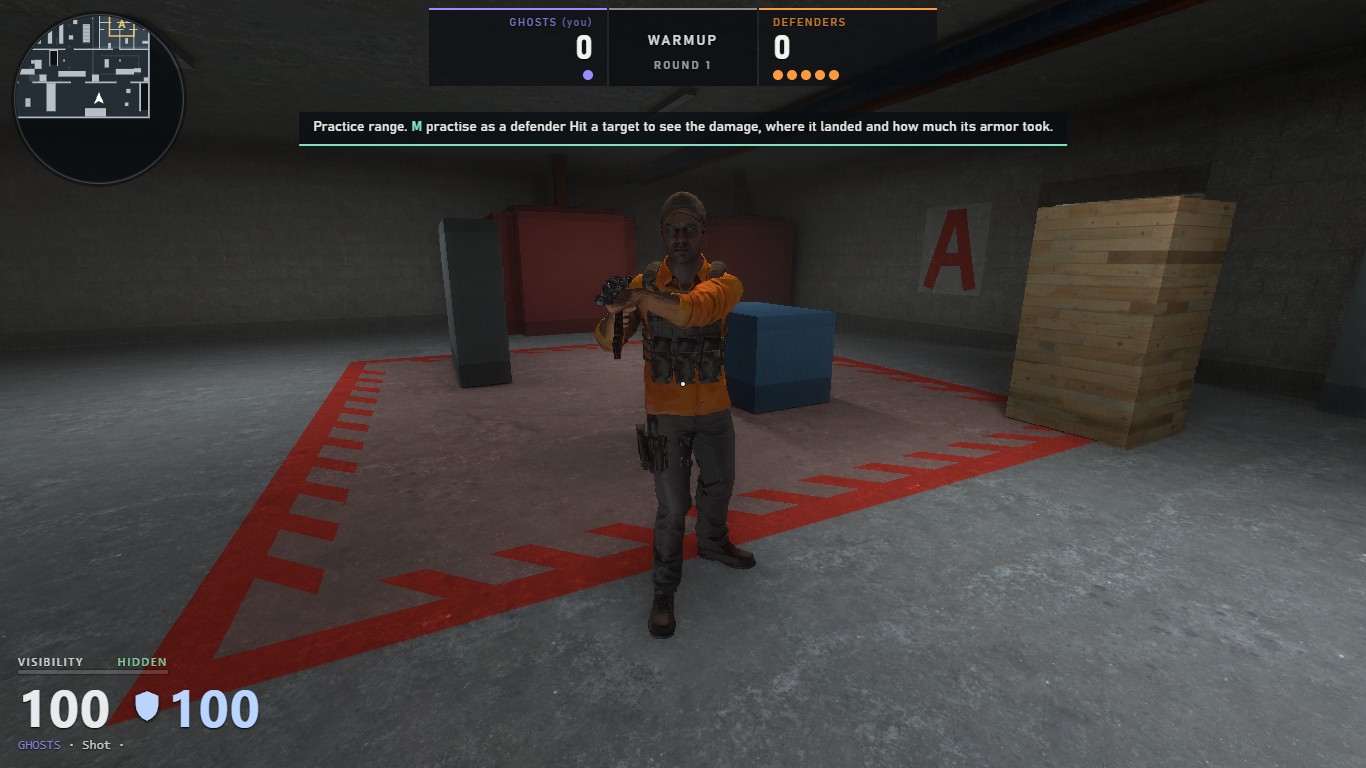 A
GHOSTS (you)
0
WARMUP
ROUND 1
DEFENDERS
0
Practice range. M practise as a defender Hit a target to see the damage, where it landed and how much its armor took.
A
VISIBILITY HIDDEN
100 100
GHOSTS · Shot ·